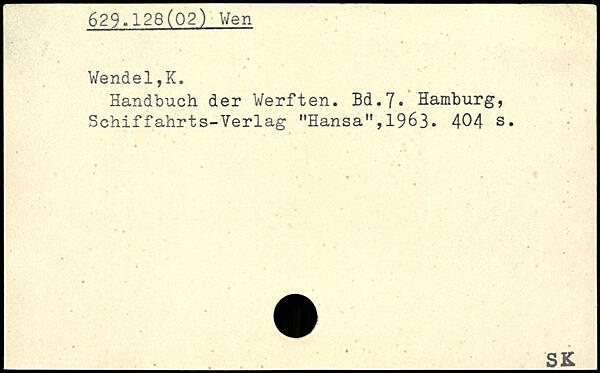 629.128(02) Wen
Wendel,K.
Handbuch der Werften. Bd.7. Hamburg,
Schiffahrts-Verlag "Hansa",1963. 404 s.
SK